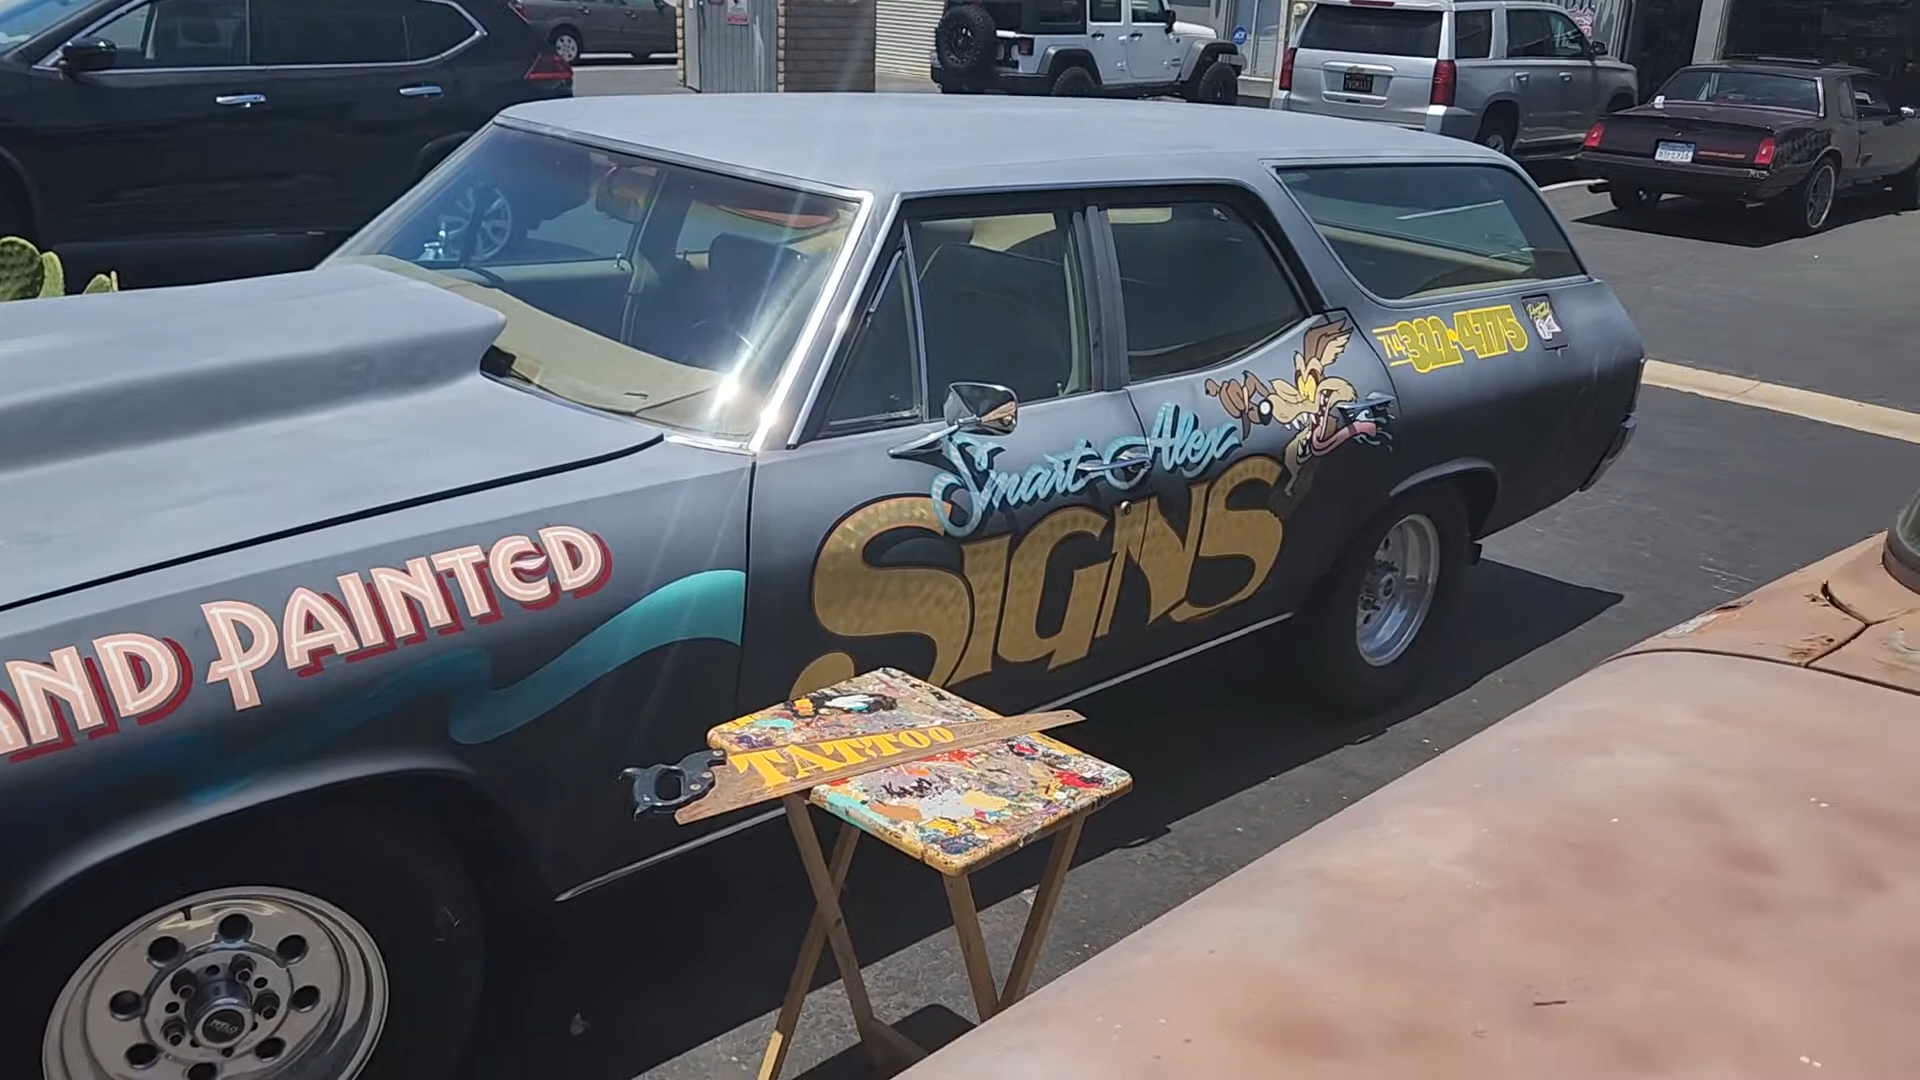 AND PAINTED
Smart Alex
SIGNS
714 322-4775
TATTOO